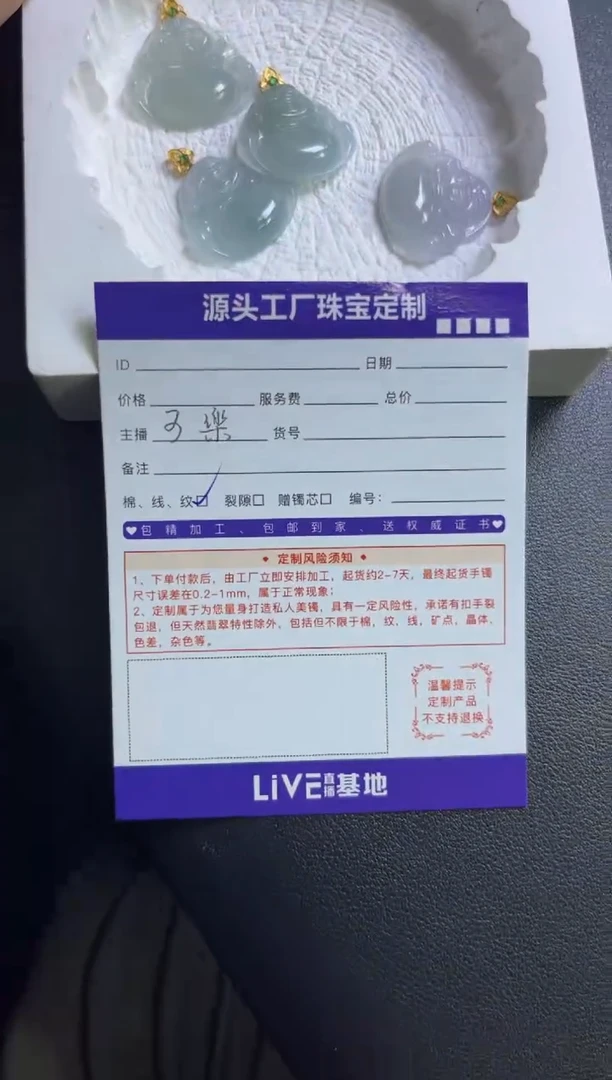 源头工厂珠宝定制
ID 日期
价格 服务费 总价
主播 可樂 货号
备注
棉、线、纹☑ 裂隙☐ 赠镯芯☐ 编号:
包精加工、包邮到家、送权威证书
定制风险须知
1、下单付款后,由工厂立即安排加工,起货约2-7天,最终起货手镯
尺寸误差在0.2-1mm,属于正常现象;
2、定制属于为您量身打造私人美镯,具有一定风险性,承诺有扣手裂
包退,但天然翡翠特性除外、包括但不限于棉,纹、线,矿点,晶体、
色差,杂色等。
温馨提示
定制产品
不支持退换
LiVE直播基地